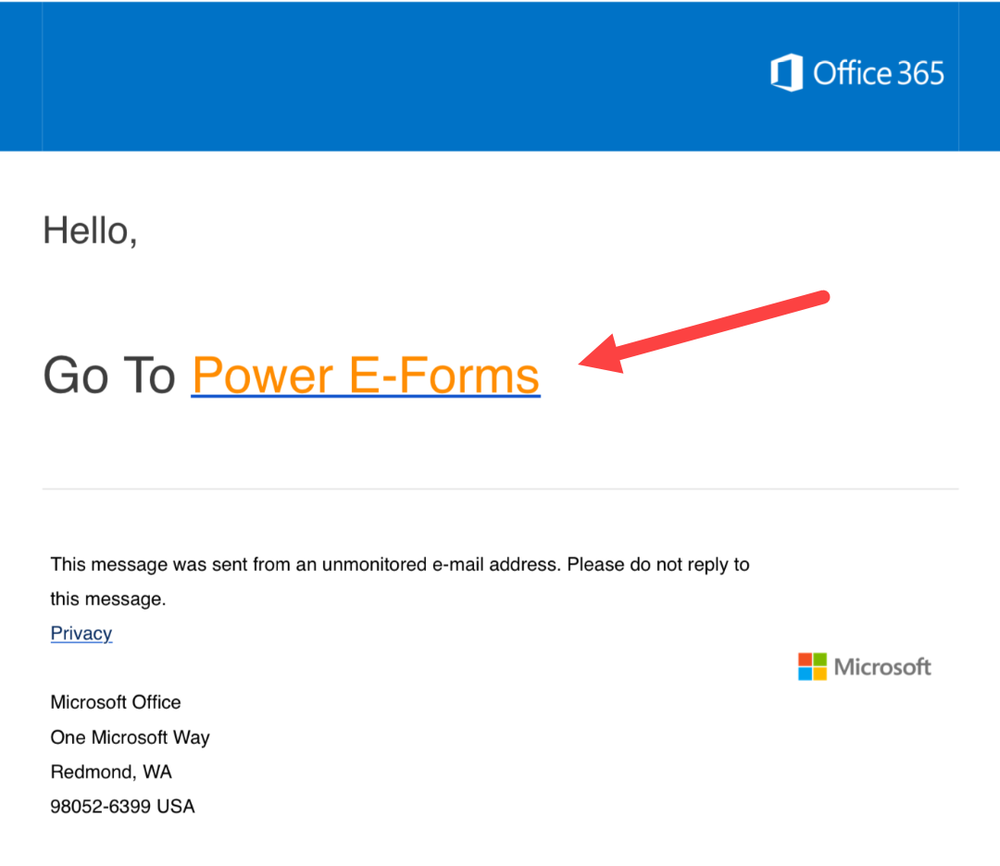 Office 365
Hello,
Go To Power E-Forms
This message was sent from an unmonitored e-mail address. Please do not reply to
this message.
Privacy
Microsoft
Microsoft Office
One Microsoft Way
Redmond, WA
98052-6399 USA